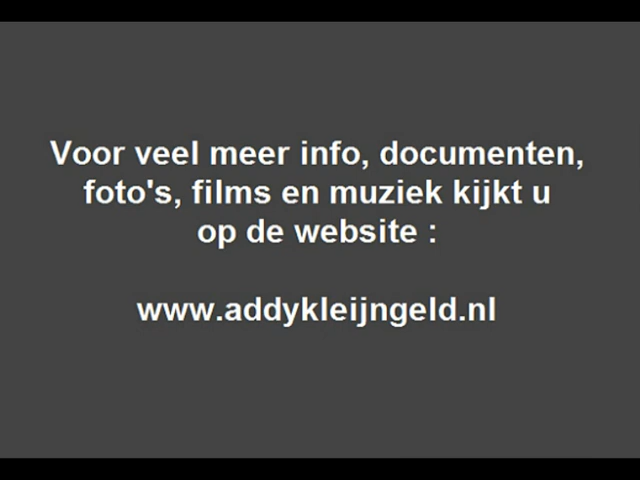 Voor veel meer info, documenten,
foto's, films en muziek kijkt u
op de website :
www.addykleijngeld.nl